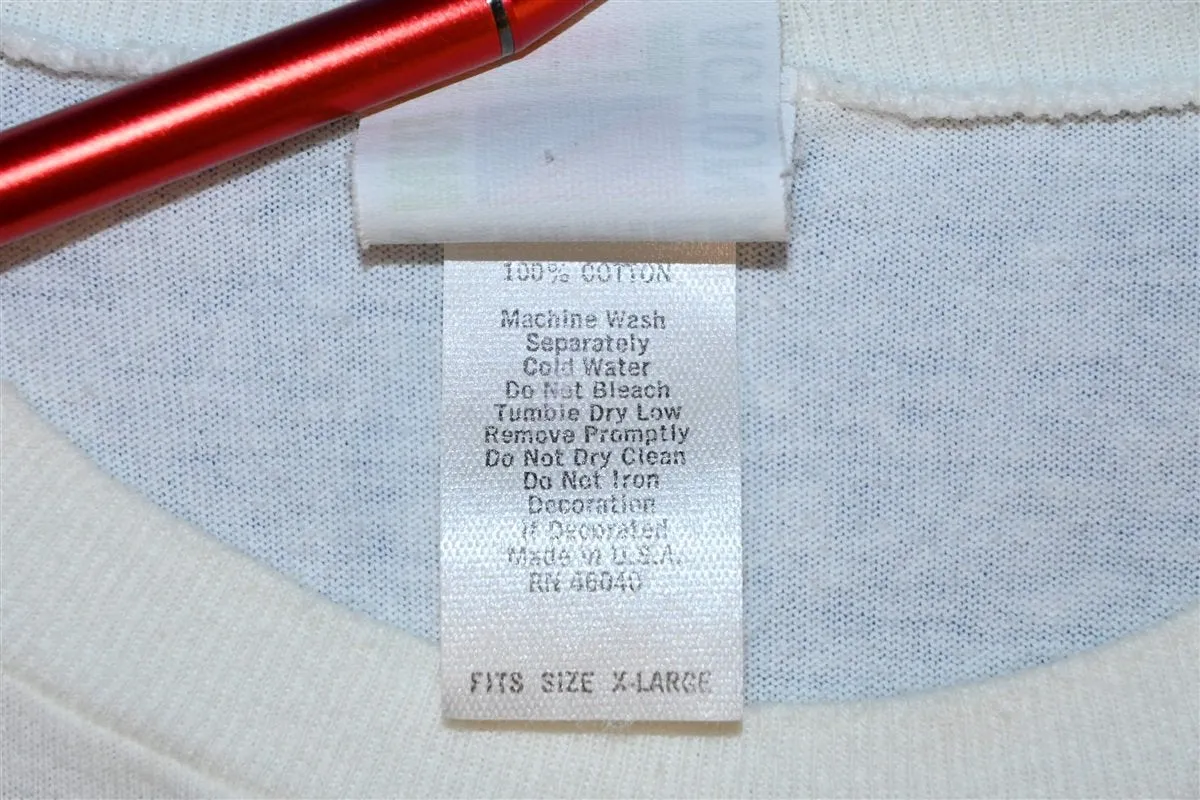 100% COTTON
Machine Wash
Separately
Cold Water
Do Not Bleach
Tumble Dry Low
Remove Promptly
Do Not Dry Clean
Do Not Iron
Decoration
If Decorated
Made in U.S.A.
RN 46040
FITS SIZE X-LARGE